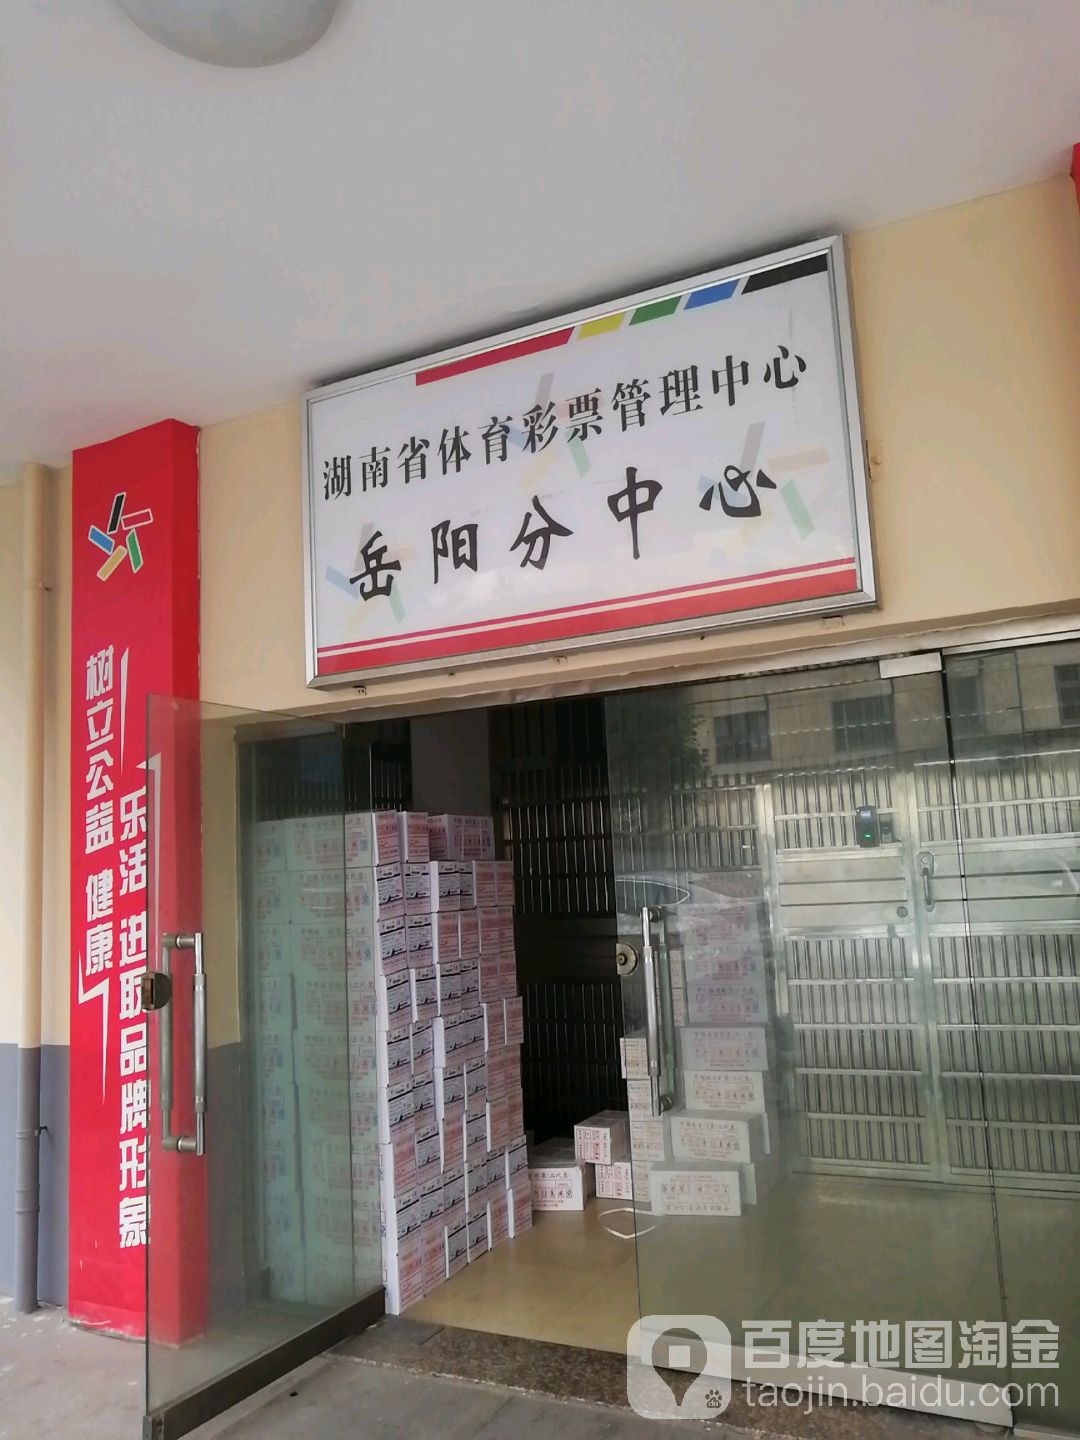 湖南省体育彩票管理中心
岳阳分中心
树立公益 健康
乐活 进取品牌形象
百度地图淘金
taojin.baidu.com